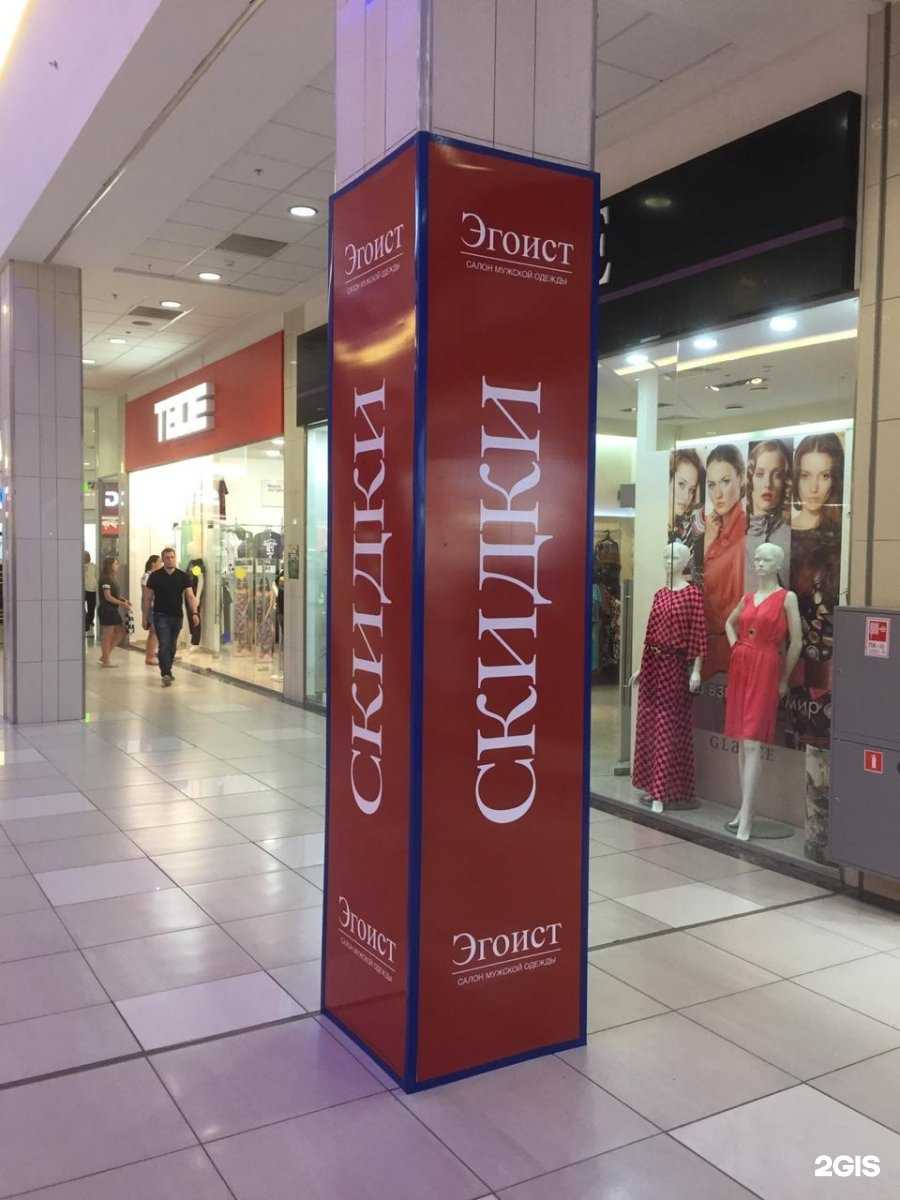 Эгоист
САЛОН МУЖСКОЙ ОДЕЖДЫ
СКИДКИ
Эгоист
САЛОН МУЖСКОЙ ОДЕЖДЫ
Эгоист
САЛОН МУЖСКОЙ ОДЕЖДЫ
СКИДКИ
Эгоист
САЛОН МУЖСКОЙ ОДЕЖДЫ
E
GLANCE
2GIS